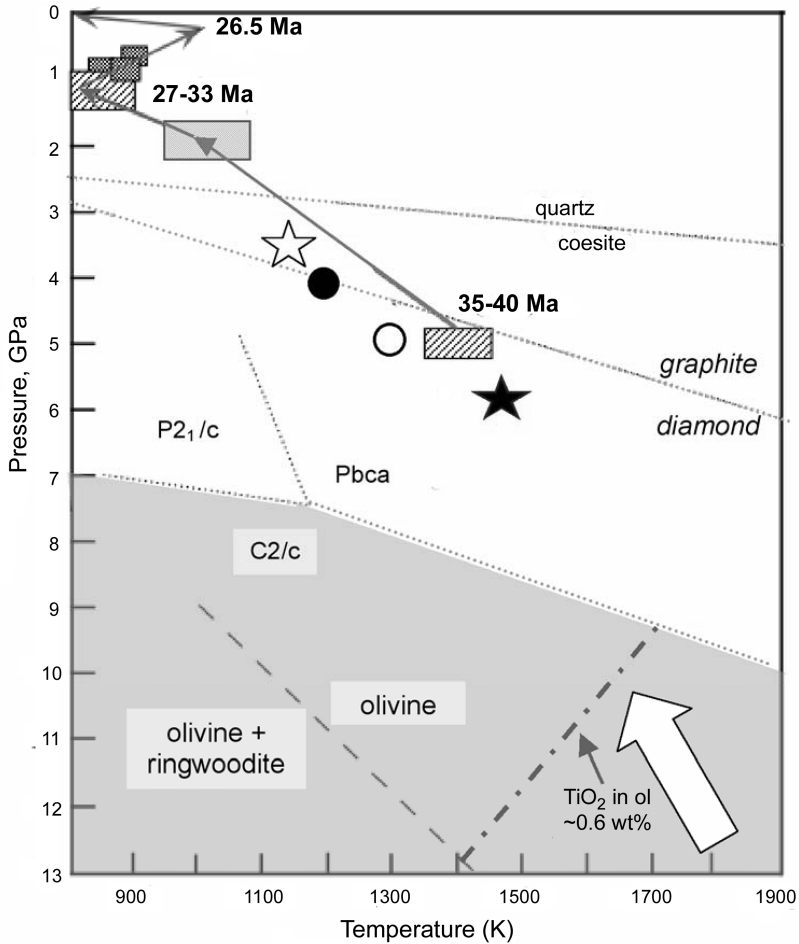 0
26.5 Ma
1
27-33 Ma
2
quartz
3
coesite
4
35-40 Ma
5
graphite
6
diamond
P2₁/c
Pbca
7
C2/c
8
9
10
olivine
olivine +
ringwoodite
11
TiO₂ in ol
~0.6 wt%
12
13
900 1100 1300 1500 1700 1900
Temperature (K)
Pressure, GPa